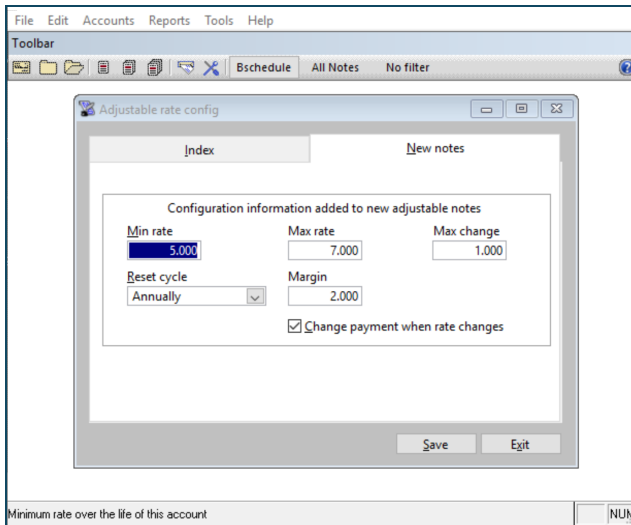 File Edit Accounts Reports Tools Help
Toolbar
Bschedule All Notes No filter
Adjustable rate config
Index New notes
Configuration information added to new adjustable notes
Min rate Max rate Max change
5.000 7.000 1.000
Reset cycle Margin
Annually 2.000
Change payment when rate changes
Save Exit
Minimum rate over the life of this account NUM